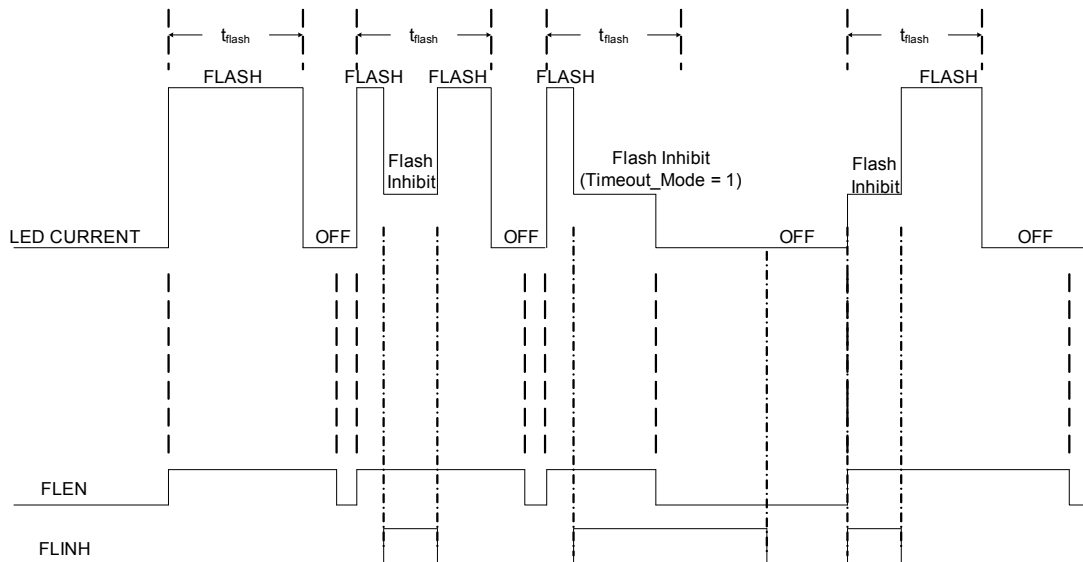 tflash
tflash
tflash
tflash
FLASH
FLASH
FLASH
FLASH
FLASH
Flash
Inhibit
Flash Inhibit
(Timeout_Mode = 1)
Flash
Inhibit
LED CURRENT
OFF
OFF
OFF
OFF
FLEN
FLINH